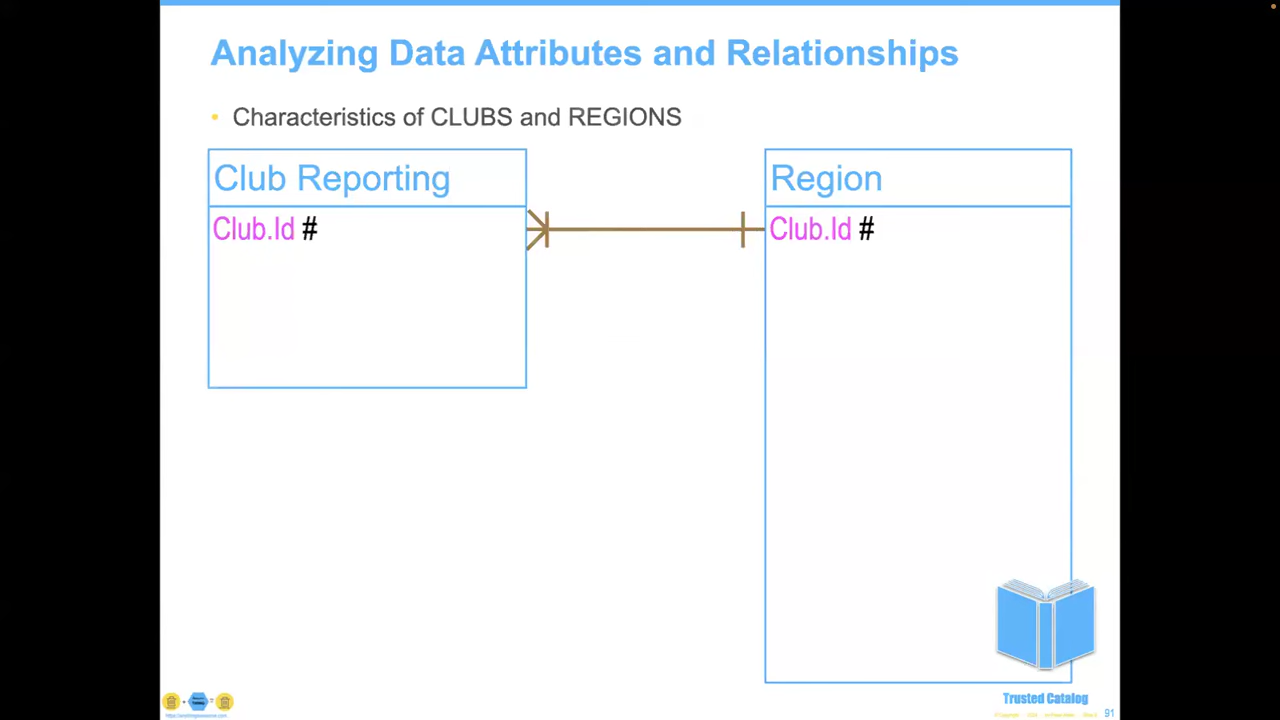 Analyzing Data Attributes and Relationships
• Characteristics of CLUBS and REGIONS
Club Reporting
Region
Club.Id #
Club.Id #
Trusted Catalog
91